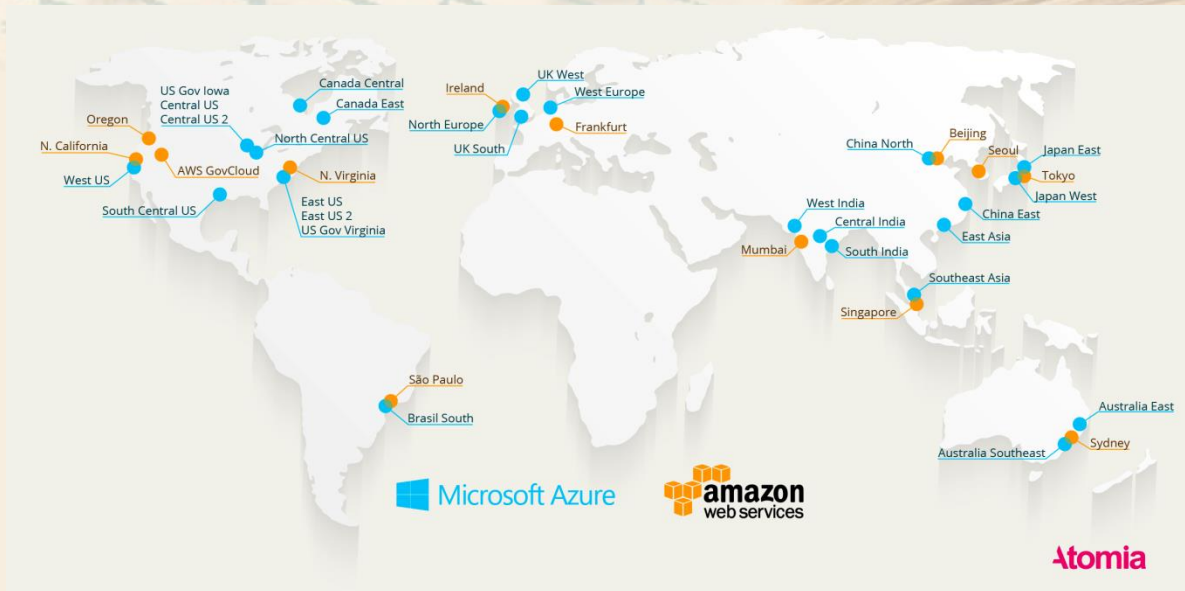 Canada Central
Canada East
US Gov Iowa
Central US
Central US 2
North Central US
Oregon
N. California
AWS GovCloud
West US
South Central US
N. Virginia
East US
East US 2
US Gov Virginia
UK West
Ireland
West Europe
North Europe
Frankfurt
UK South
Beijing
China North
Seoul
Japan East
Tokyo
Japan West
China East
East Asia
West India
Central India
Mumbai
South India
Southeast Asia
Singapore
São Paulo
Brasil South
Australia East
Sydney
Australia Southeast
Microsoft Azure
amazon
web services
Atomia